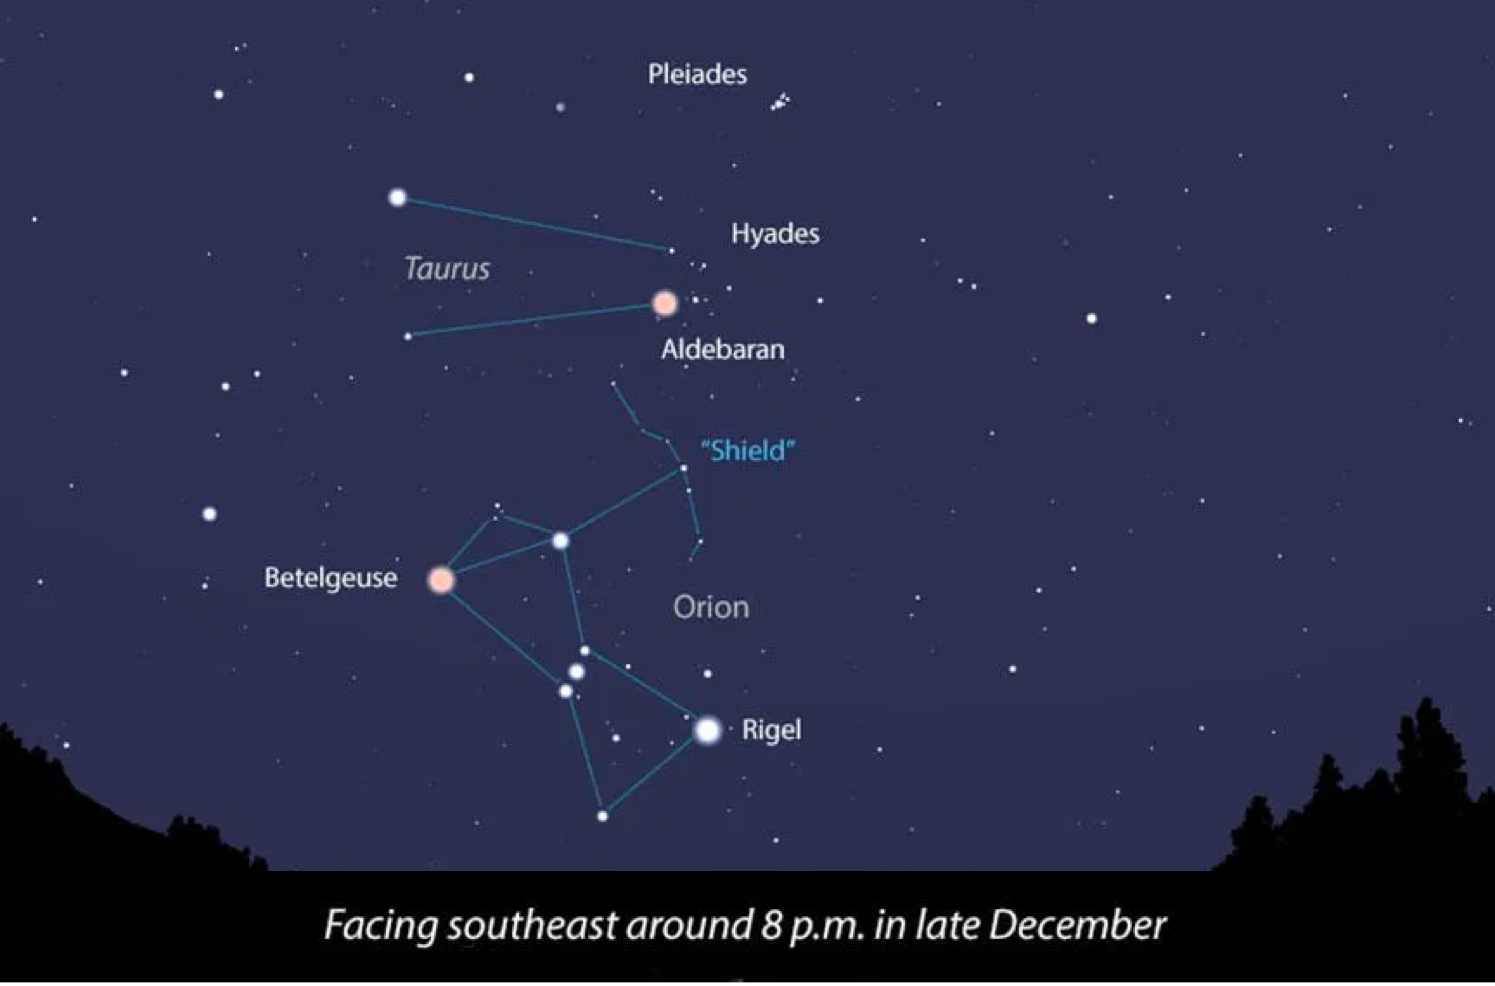 Pleiades
Hyades
Taurus
Aldebaran
“Shield”
Betelgeuse
Orion
Rigel
Facing southeast around 8 p.m. in late December